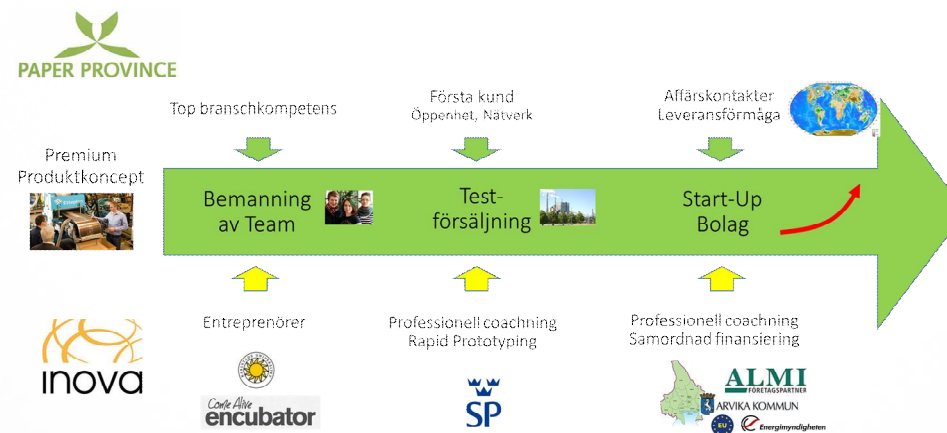 PAPER PROVINCE
Top branschkompetens
Första kund
Öppenhet, Nätverk
Affärskontakter
Leveransförmåga
Premium
Produktkoncept
Bemanning
av Team
Test-
försäljning
Start-Up
Bolag
Entreprenörer
Professionell coachning
Rapid Prototyping
Professionell coachning
Samordnad finansiering
inova
Come Alive
encubator
SP
ALMI
FÖRETAGSPARTNER
ARVIKA KOMMUN
EU
Energimyndigheten